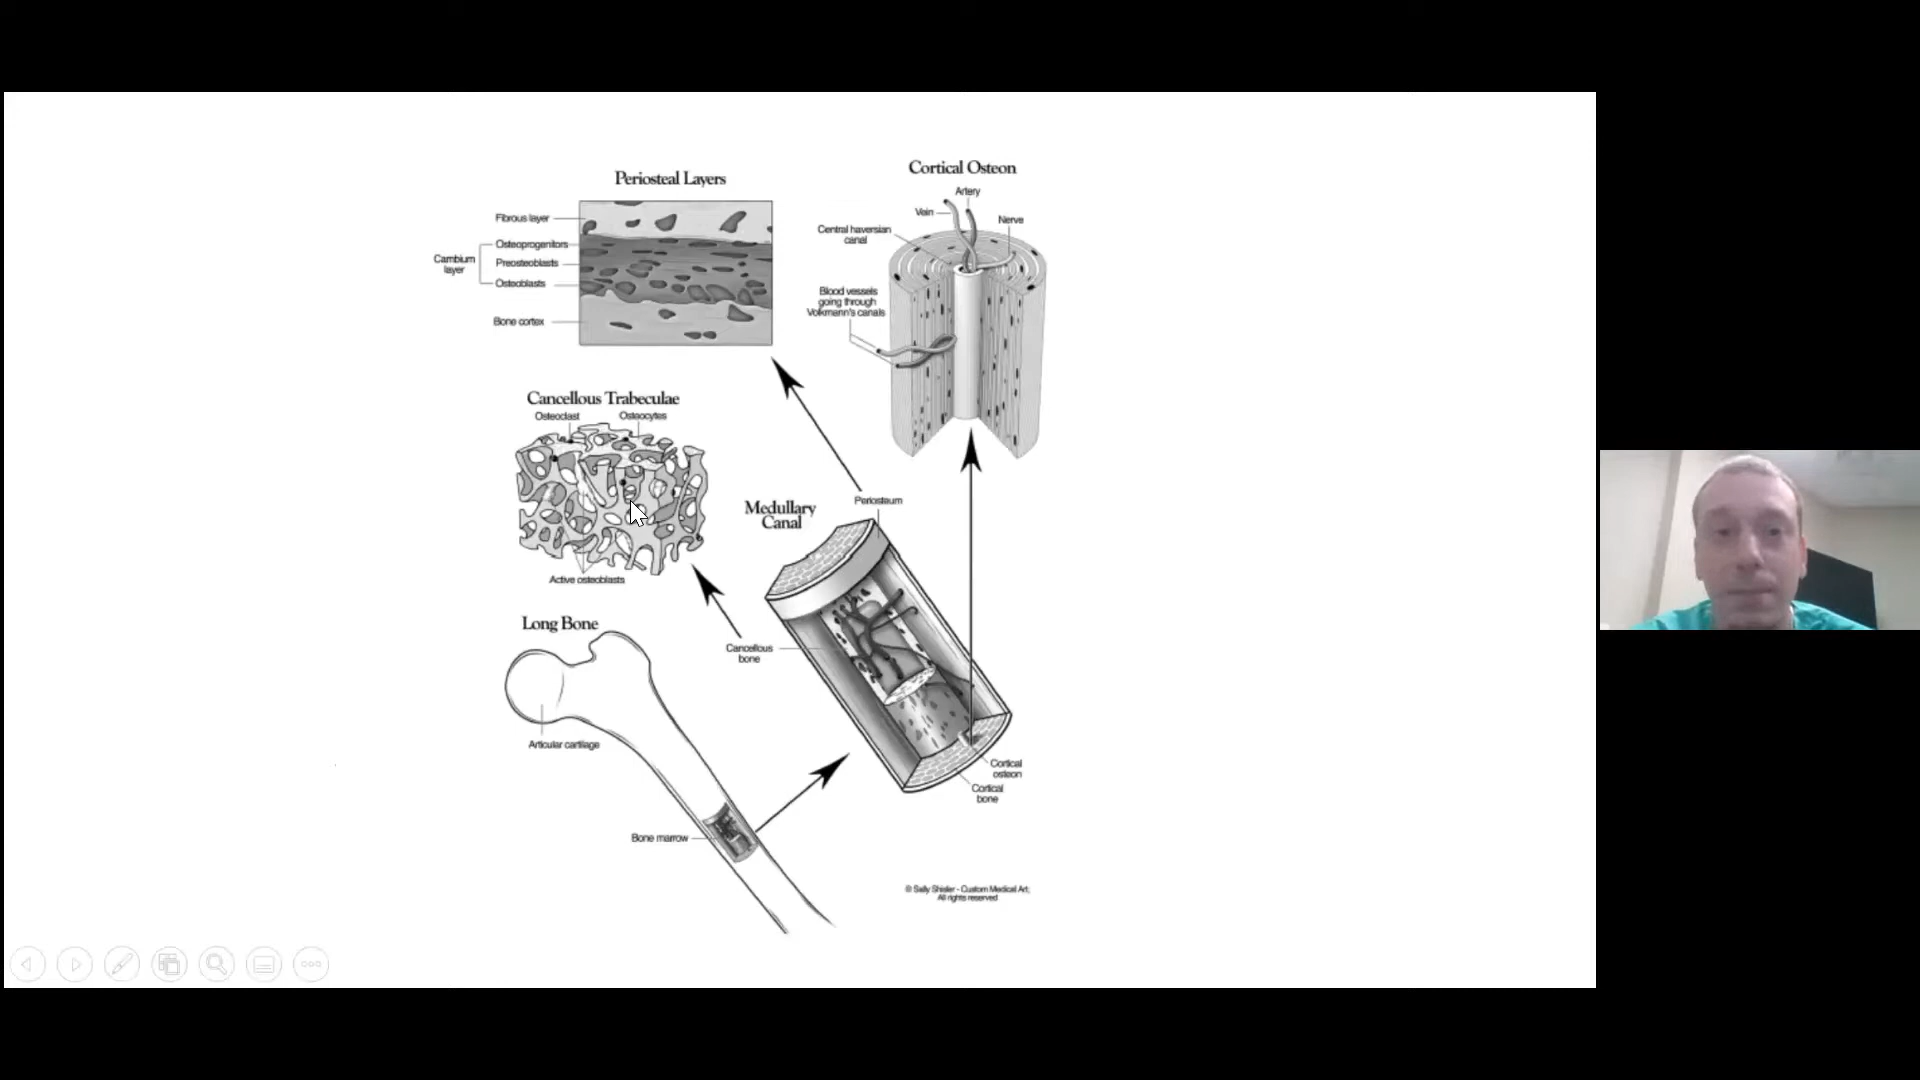 Periosteal Layers
Fibrous layer
Osteoprogenitors
Cambium
layer
Preosteoblasts
Osteoblasts
Bone cortex
Cortical Osteon
Artery
Vein
Nerve
Central haversian
canal
Blood vessels
going through
Volkmann's canals
Cancellous Trabeculae
Osteoclast
Osteocytes
Active osteoblasts
Medullary
Canal
Periosteum
Cancellous
bone
Cortical
osteon
Cortical
bone
Long Bone
Articular cartilage
Bone marrow
© Sally Shisler - Custom Medical Art;
All rights reserved